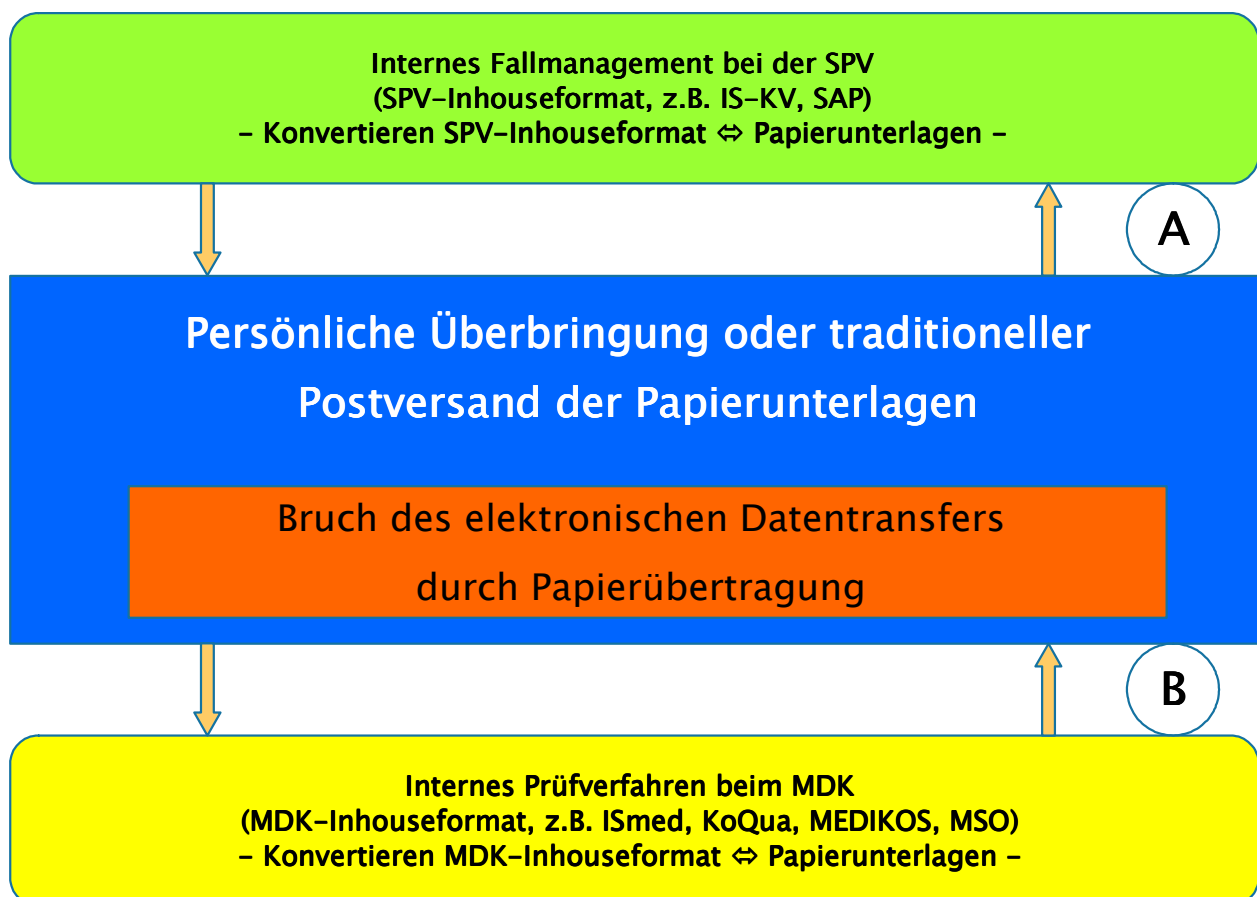 Internes Fallmanagement bei der SPV
(SPV-Inhouseformat, z.B. IS-KV, SAP)
- Konvertieren SPV-Inhouseformat ⇔ Papierunterlagen -
A
Persönliche Überbringung oder traditioneller
Postversand der Papierunterlagen
Bruch des elektronischen Datentransfers
durch Papierübertragung
B
Internes Prüfverfahren beim MDK
(MDK-Inhouseformat, z.B. ISmed, KoQua, MEDIKOS, MSO)
- Konvertieren MDK-Inhouseformat ⇔ Papierunterlagen -